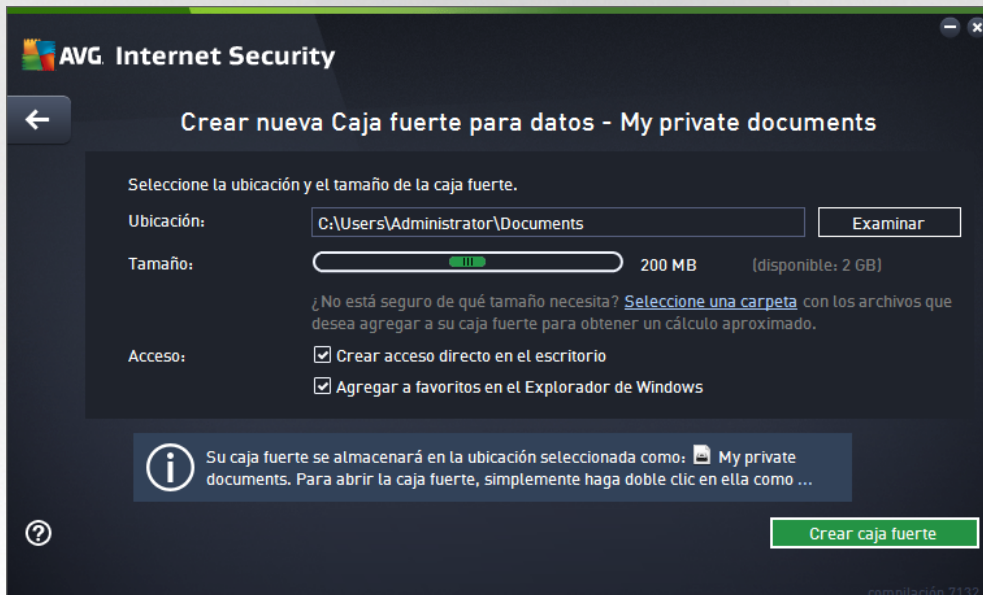 AVG Internet Security
Crear nueva Caja fuerte para datos - My private documents
Seleccione la ubicación y el tamaño de la caja fuerte.
Ubicación: C:\Users\Administrator\Documents Examinar
Tamaño: 200 MB (disponible: 2 GB)
¿No está seguro de qué tamaño necesita? Seleccione una carpeta con los archivos que
desea agregar a su caja fuerte para obtener un cálculo aproximado.
Acceso: Crear acceso directo en el escritorio
Agregar a favoritos en el Explorador de Windows
Su caja fuerte se almacenará en la ubicación seleccionada como: My private
documents. Para abrir la caja fuerte, simplemente haga doble clic en ella como ...
Crear caja fuerte
compilación 7132